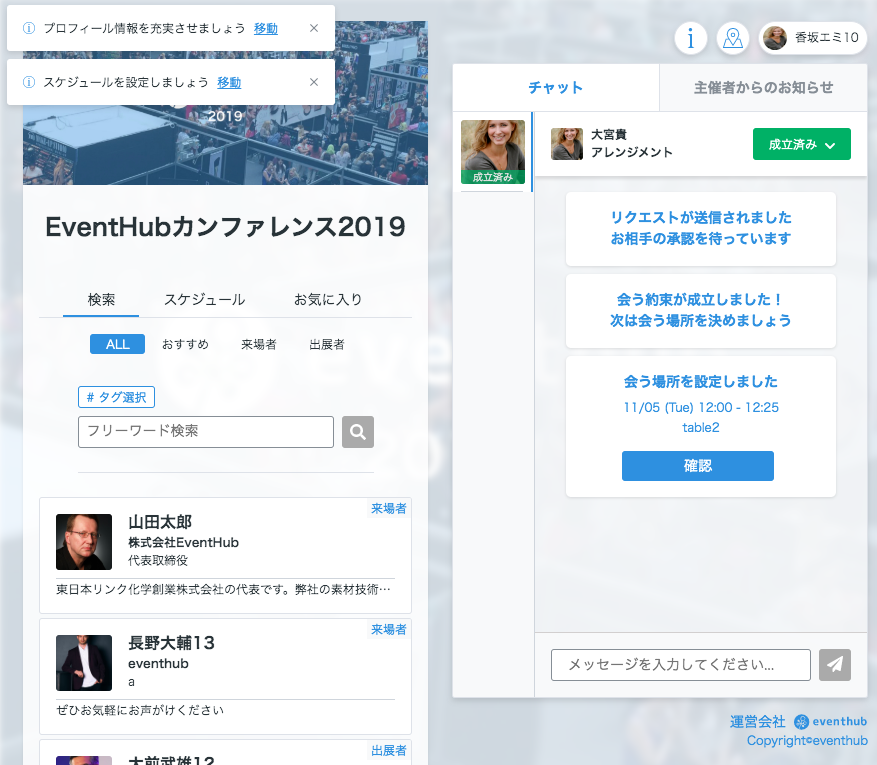 プロフィール情報を充実させましょう 移動
スケジュールを設定しましょう 移動
2019
EventHubカンファレンス2019
検索 スケジュール お気に入り
ALL おすすめ 来場者 出展者
# タグ選択
フリーワード検索
来場者
山田太郎
株式会社EventHub
代表取締役
東日本リンク化学創業株式会社の代表です。弊社の素材技術…
来場者
長野大輔13
eventhub
a
ぜひお気軽にお声がけください
出展者
大前武雄12
香坂エミ10
チャット 主催者からのお知らせ
成立済み
大宮貴
アレンジメント
成立済み
リクエストが送信されました
お相手の承認を待っています
会う約束が成立しました！
次は会う場所を決めましょう
会う場所を設定しました
11/05 (Tue) 12:00 - 12:25
table2
確認
メッセージを入力してください...
運営会社 eventhub
Copyright©eventhub